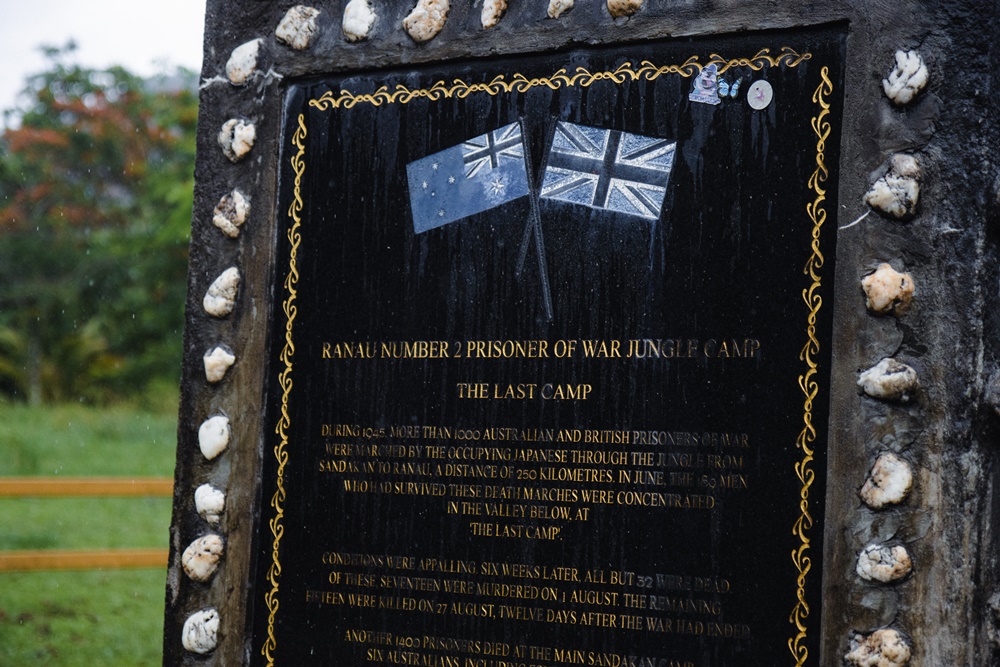 RANAU NUMBER 2 PRISONER OF WAR JUNGLE CAMP
THE LAST CAMP
DURING 1945, MORE THAN 1000 AUSTRALIAN AND BRITISH PRISONERS OF WAR
WERE MARCHED BY THE OCCUPYING JAPANESE THROUGH THE JUNGLE FROM
SANDAKAN TO RANAU, A DISTANCE OF 250 KILOMETRES. IN JUNE, THE MEN
WHO HAD SURVIVED THESE DEATH MARCHES WERE CONCENTRATED
IN THE VALLEY BELOW, AT
'THE LAST CAMP'.
CONDITIONS WERE APPALLING. SIX WEEKS LATER, ALL BUT 32 WERE DEAD
OF THESE, SEVENTEEN WERE MURDERED ON 1 AUGUST. THE REMAINING
FIFTEEN WERE KILLED ON 27 AUGUST, TWELVE DAYS AFTER THE WAR HAD ENDED.
ANOTHER 1400 PRISONERS DIED AT THE MAIN SANDAKAN CAMP
SIX AUSTRALIANS, INCLUDING